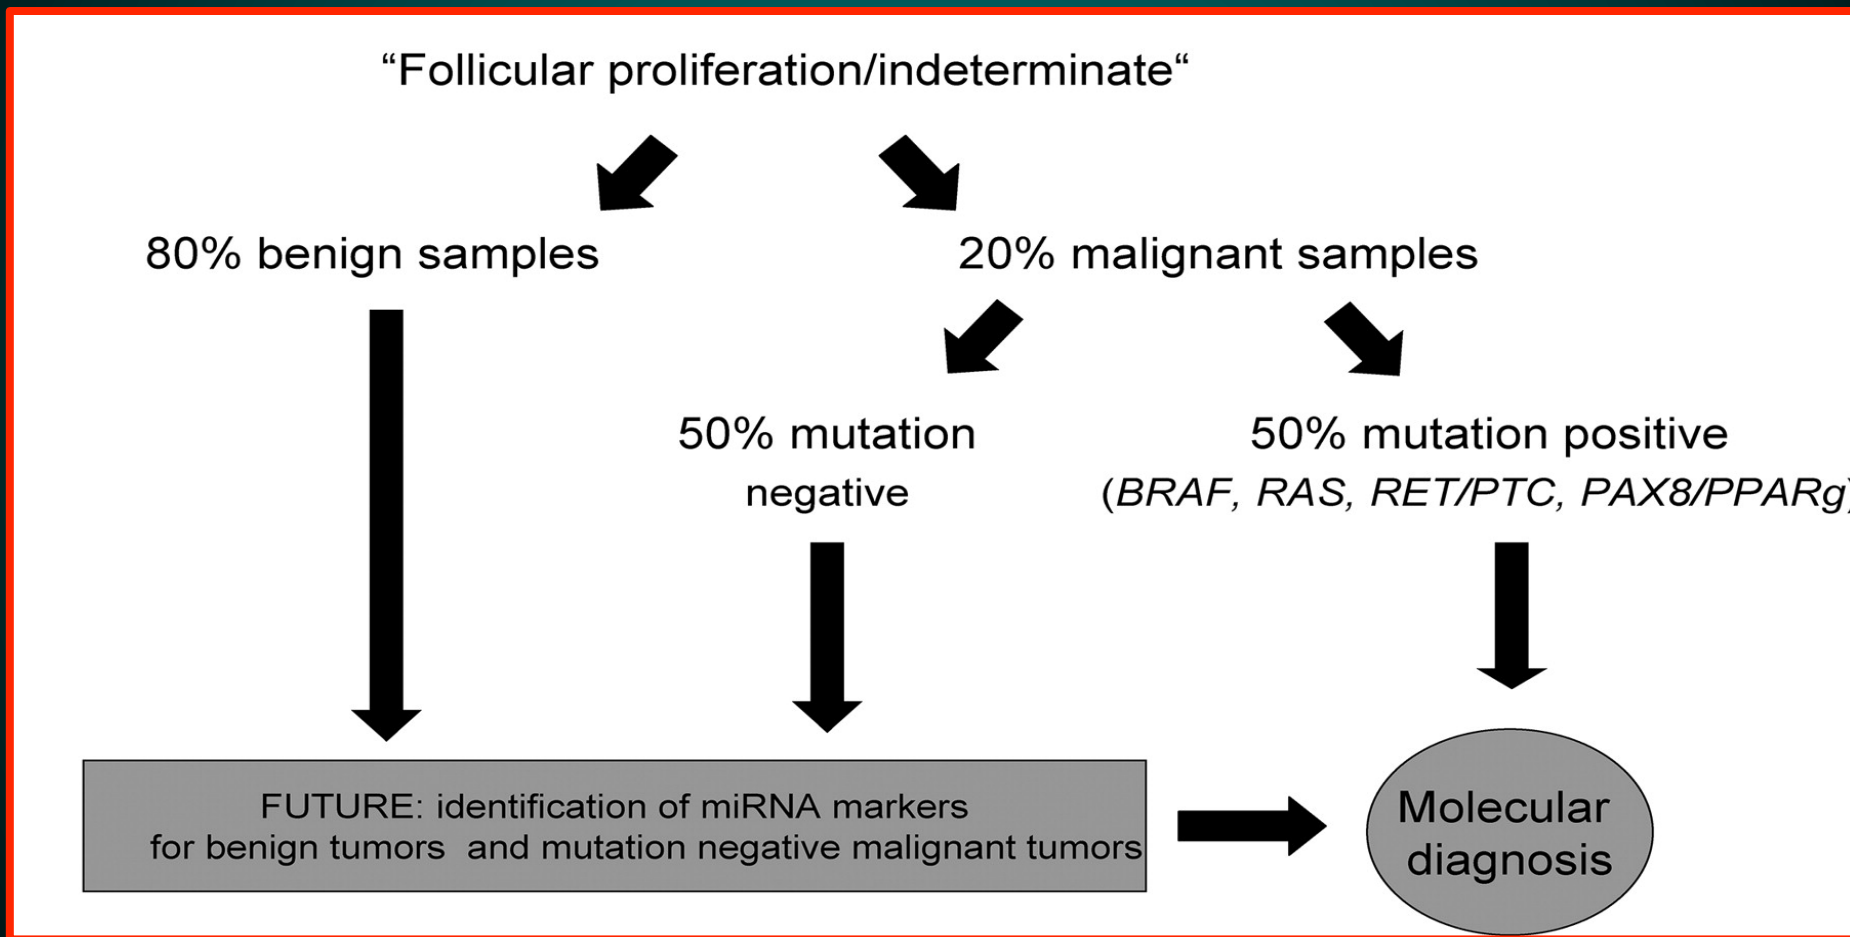 “Follicular proliferation/indeterminate“
80% benign samples
20% malignant samples
50% mutation
negative
50% mutation positive
(BRAF, RAS, RET/PTC, PAX8/PPARg)
FUTURE: identification of miRNA markers
for benign tumors and mutation negative malignant tumors
Molecular
diagnosis